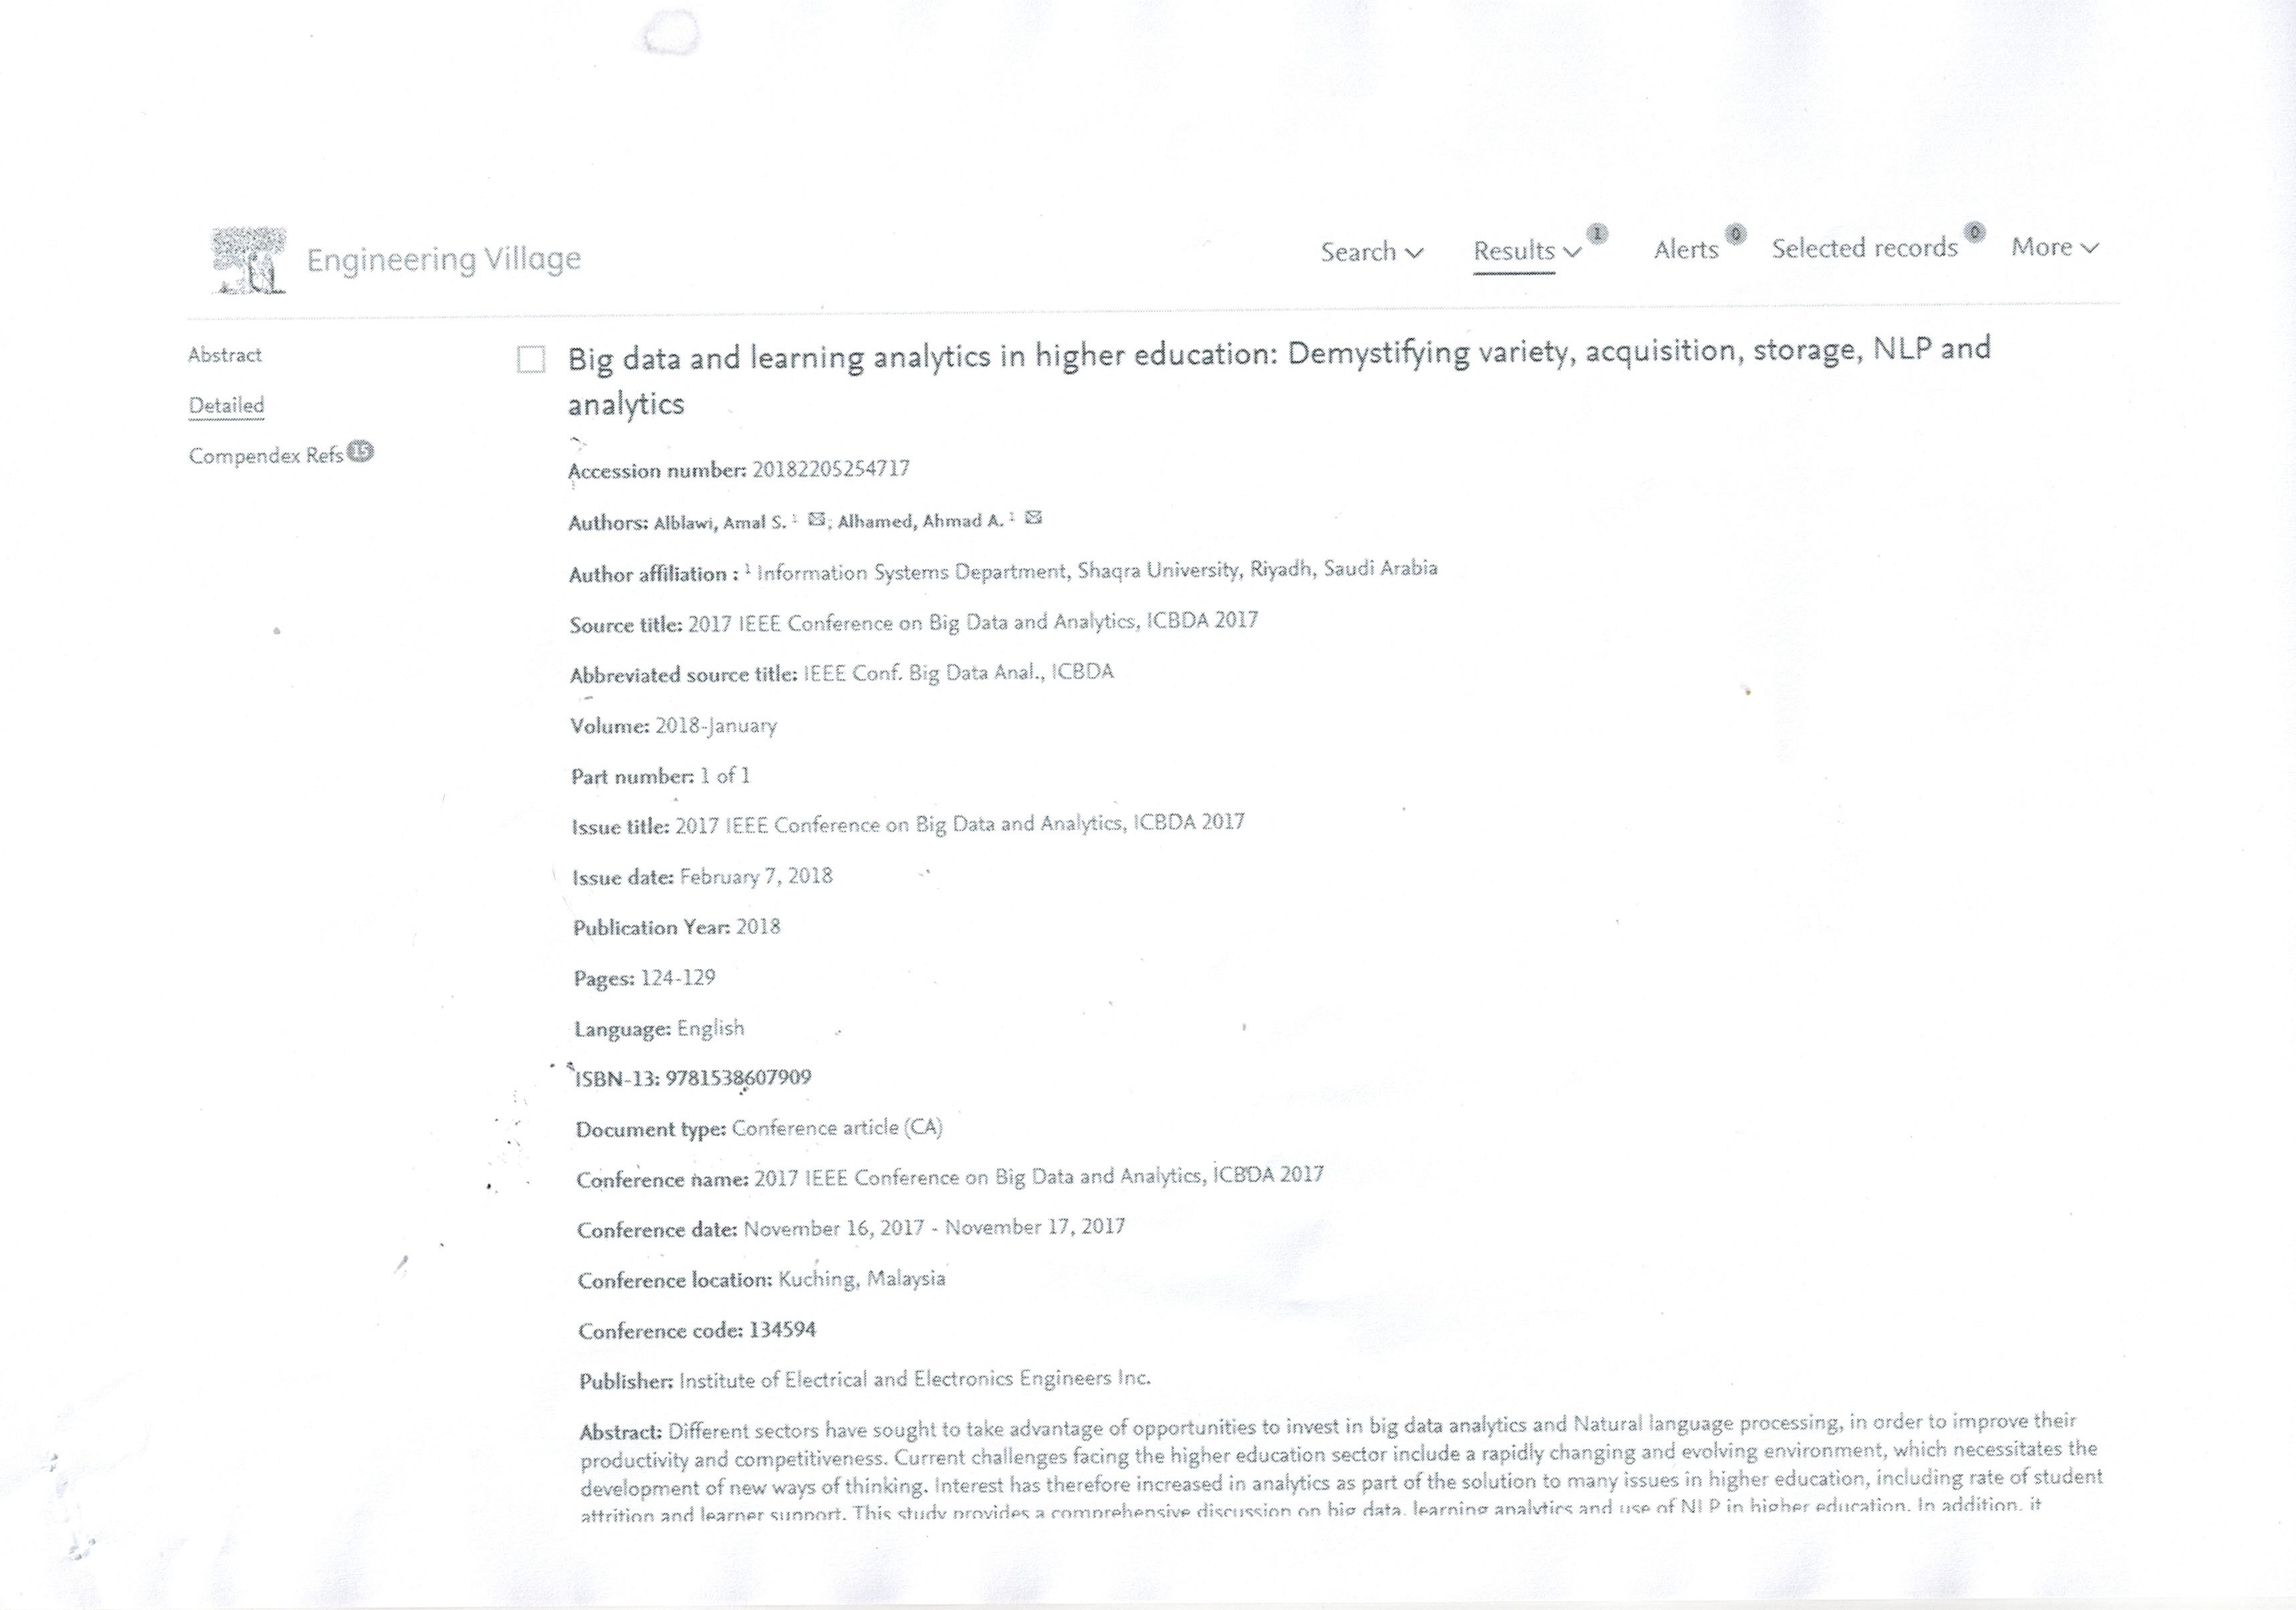 Engineering Village
Search Results 1 Alerts 0 Selected records 0 More
Abstract
Detailed
Compendex Refs 15
Big data and learning analytics in higher education: Demystifying variety, acquisition, storage, NLP and
analytics
Accession number: 20182205254717
Authors: Alblawi, Amal S. 1 ; Alhamed, Ahmad A. 1
Author affiliation : 1 Information Systems Department, Shaqra University, Riyadh, Saudi Arabia
Source title: 2017 IEEE Conference on Big Data and Analytics, ICBDA 2017
Abbreviated source title: IEEE Conf. Big Data Anal., ICBDA
Volume: 2018-January
Part number: 1 of 1
Issue title: 2017 IEEE Conference on Big Data and Analytics, ICBDA 2017
Issue date: February 7, 2018
Publication Year: 2018
Pages: 124-129
Language: English
ISBN-13: 9781538607909
Document type: Conference article (CA)
Conference name: 2017 IEEE Conference on Big Data and Analytics, ICBDA 2017
Conference date: November 16, 2017 - November 17, 2017
Conference location: Kuching, Malaysia
Conference code: 134594
Publisher: Institute of Electrical and Electronics Engineers Inc.
Abstract: Different sectors have sought to take advantage of opportunities to invest in big data analytics and Natural language processing, in order to improve their
productivity and competitiveness. Current challenges facing the higher education sector include a rapidly changing and evolving environment, which necessitates the
development of new ways of thinking. Interest has therefore increased in analytics as part of the solution to many issues in higher education, including rate of student
attrition and learner support. This study provides a comprehensive discussion on big data, learning analytics and use of NLP in higher education. In addition, it